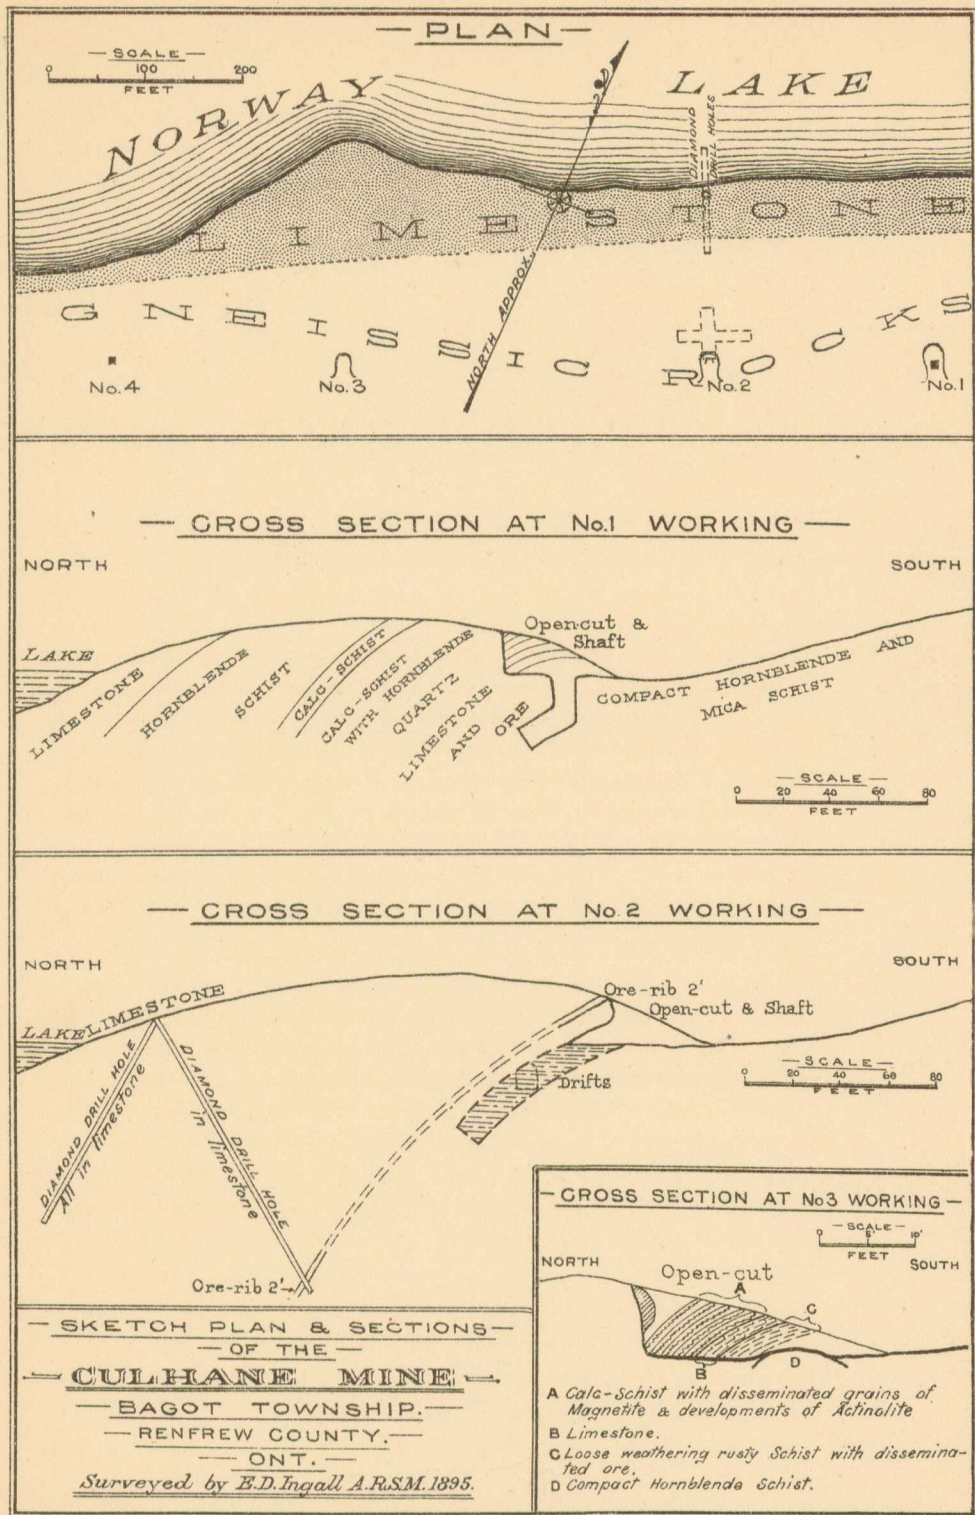 — PLAN —
— SCALE —
0 100 200
FEET
NORWAY LAKE
DIAMOND
DRILL HOLES
LIMESTONE
GNEISSIC ROCKS
NORTH APPROX.
No.4 No.3 No.2 No.1
— CROSS SECTION AT No.1 WORKING —
NORTH SOUTH
Open-cut &
Shaft
LAKE
LIMESTONE
HORNBLENDE SCHIST
CALC-SCHIST
CALC-SCHIST
WITH HORNBLENDE
QUARTZ
LIMESTONE
AND ORE
COMPACT HORNBLENDE AND
MICA SCHIST
— SCALE —
0 20 40 60 80
FEET
— CROSS SECTION AT No.2 WORKING —
NORTH SOUTH
Ore-rib 2'
Open-cut & Shaft
LAKE LIMESTONE
DIAMOND DRILL HOLE
All in limestone
DIAMOND DRILL HOLE
in limestone
Drifts
— SCALE —
0 20 40 60 80
FEET
Ore-rib 2'
— CROSS SECTION AT No3 WORKING —
— SCALE —
0 5' 10'
FEET
NORTH SOUTH
Open-cut
A
C
B
D
A Calc-Schist with disseminated grains of
Magnetite & developments of Actinolite
B Limestone.
C Loose weathering rusty Schist with dissemina-
ted ore.
D Compact Hornblende Schist.
— SKETCH PLAN & SECTIONS —
— OF THE —
— CULHANE MINE —
— BAGOT TOWNSHIP. —
— RENFREW COUNTY. —
— ONT. —
Surveyed by E.D. Ingall A.R.S.M. 1895.